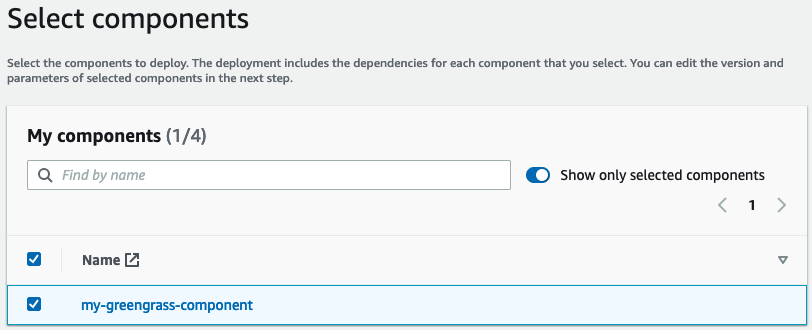 Select components
Select the components to deploy. The deployment includes the dependencies for each component that you select. You can edit the version and
parameters of selected components in the next step.
My components (1/4)
Find by name
Show only selected components
1
Name
my-greengrass-component